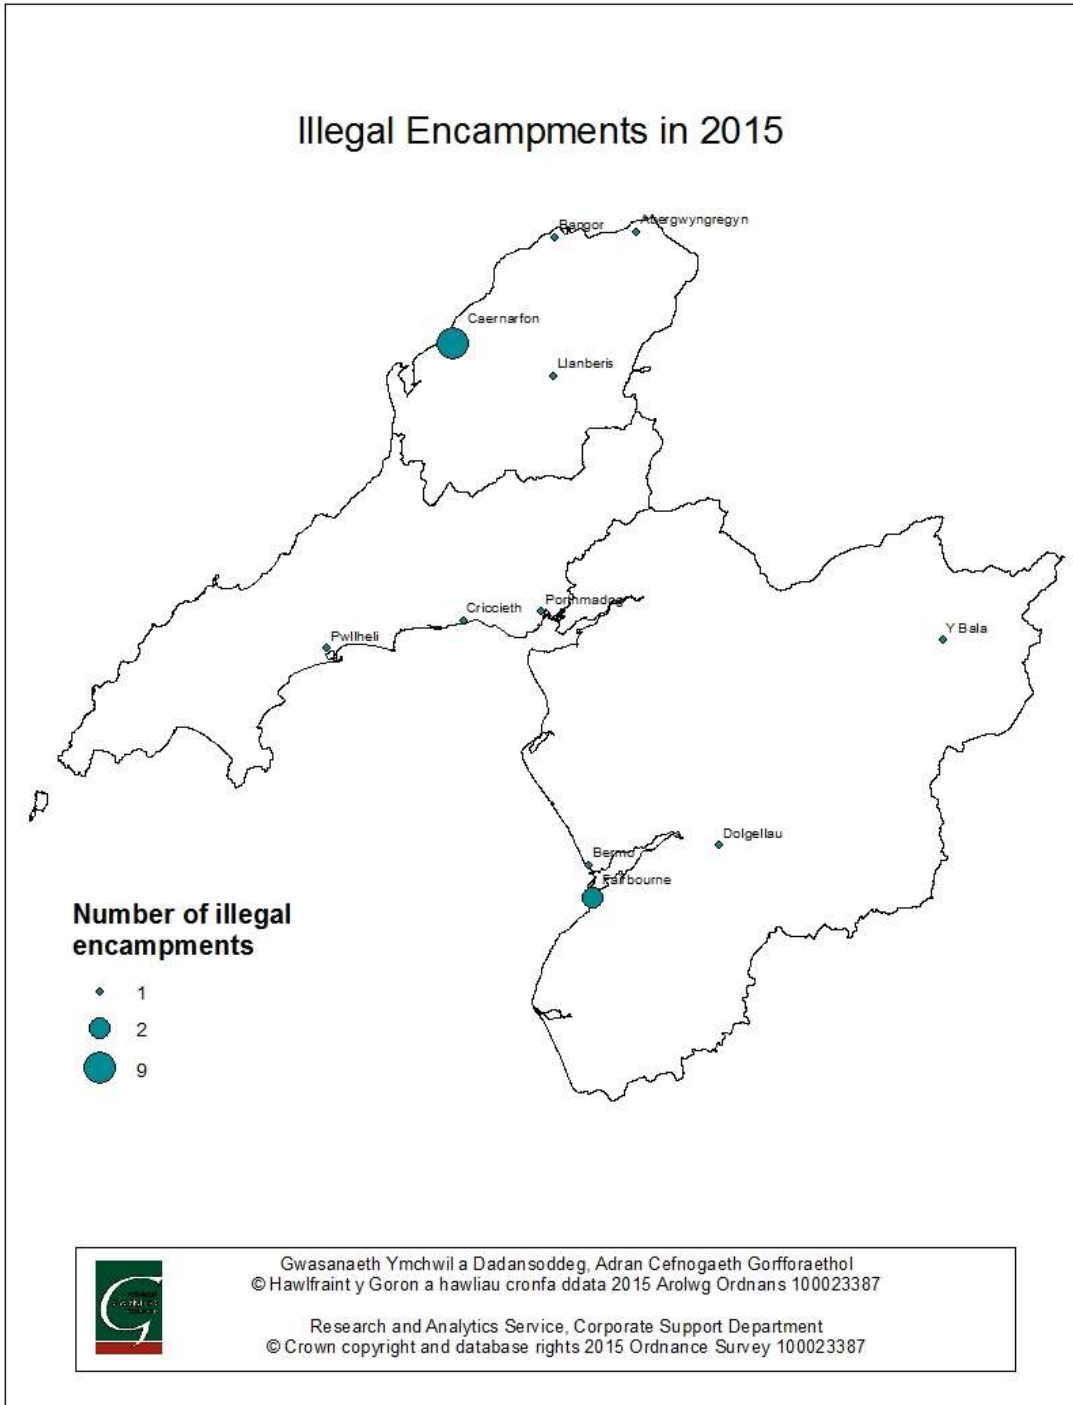 Illegal Encampments in 2015
Bangor
Abergwyngregyn
Caernarfon
Llanberis
Criccieth
Porthmadog
Pwllheli
Y Bala
Dolgellau
Bermo
Fairbourne
Number of illegal
encampments
1
2
9
Gwasanaeth Ymchwil a Dadansoddeg, Adran Cefnogaeth Gorfforaethol
© Hawlfraint y Goron a hawliau cronfa ddata 2015 Arolwg Ordnans 100023387
Research and Analytics Service, Corporate Support Department
© Crown copyright and database rights 2015 Ordnance Survey 100023387